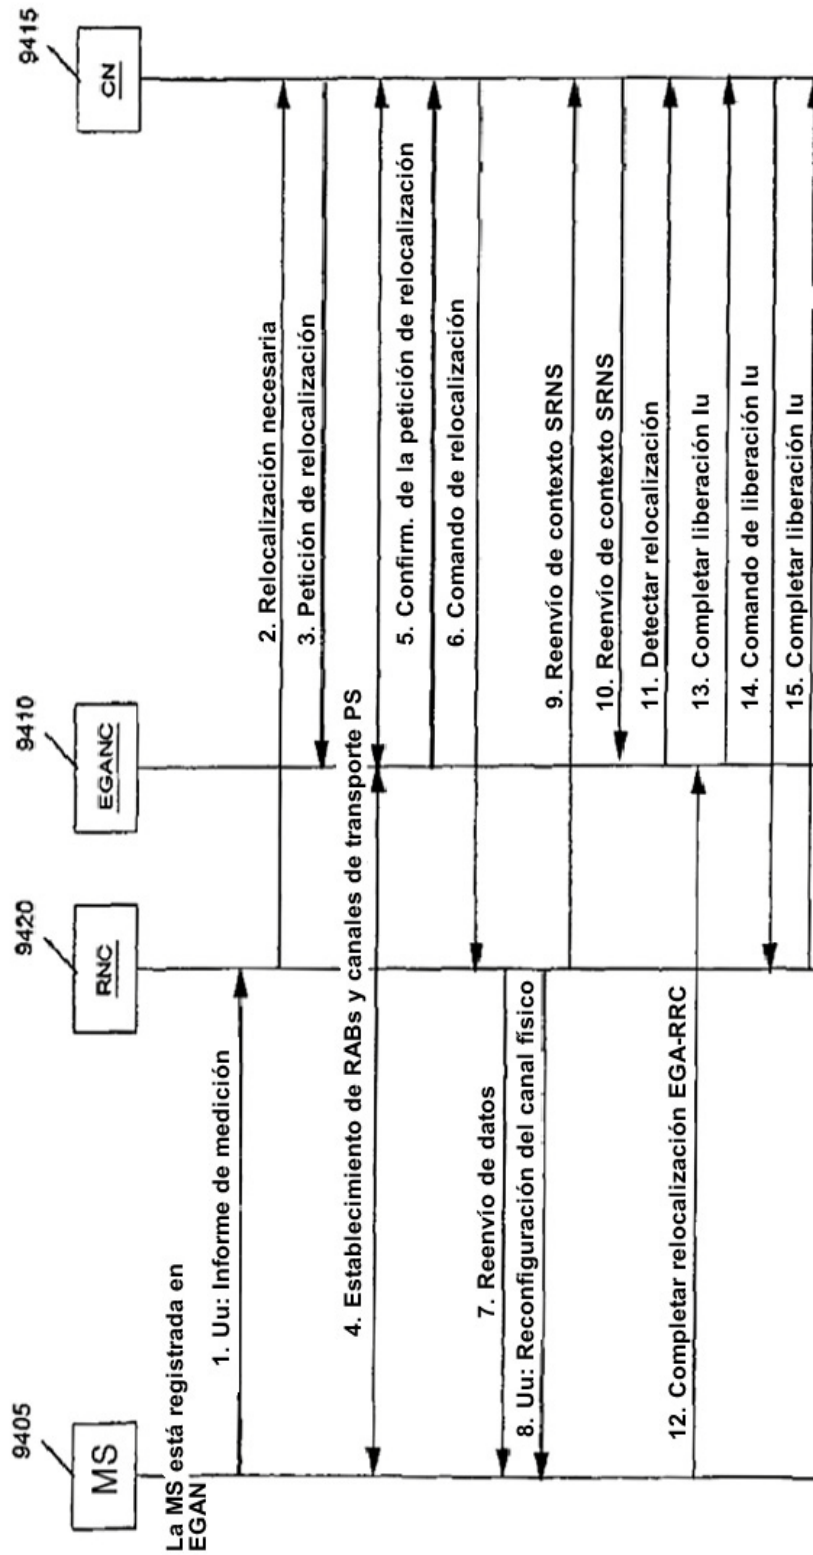 9405
MS
9420
RNC
9410
EGANC
9415
CN
La MS está registrada en
EGAN
1. Uu: Informe de medición
2. Relocalización necesaria
3. Petición de relocalización
4. Establecimiento de RABs y canales de transporte PS
5. Confirm. de la petición de relocalización
6. Comando de relocalización
7. Reenvío de datos
8. Uu: Reconfiguración del canal físico
9. Reenvío de contexto SRNS
10. Reenvío de contexto SRNS
11. Detectar relocalización
12. Completar relocalización EGA-RRC
13. Completar liberación Iu
14. Comando de liberación Iu
15. Completar liberación Iu